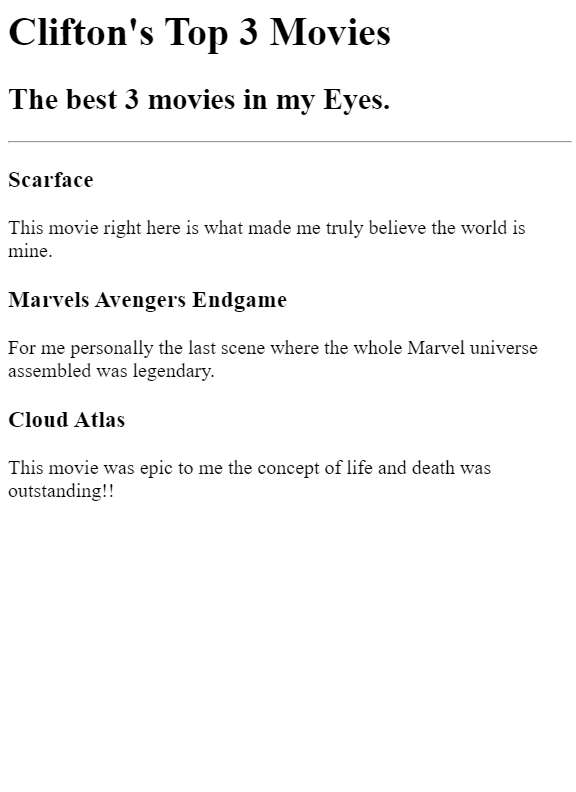 Clifton's Top 3 Movies
The best 3 movies in my Eyes.
Scarface
This movie right here is what made me truly believe the world is
mine.
Marvels Avengers Endgame
For me personally the last scene where the whole Marvel universe
assembled was legendary.
Cloud Atlas
This movie was epic to me the concept of life and death was
outstanding!!